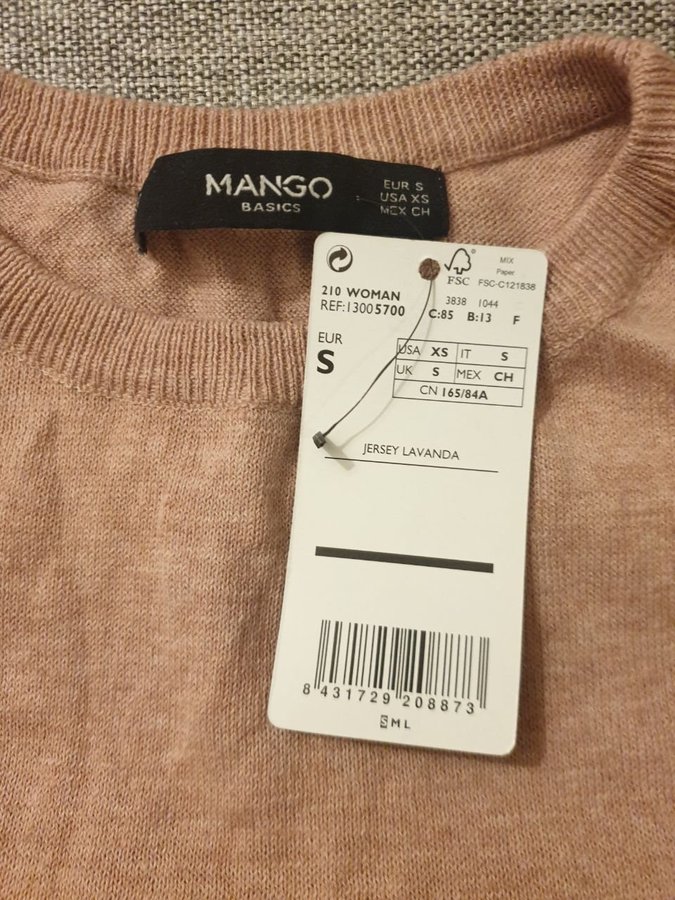 MANGO
BASICS
EUR S
USA XS
MEX CH
FSC
MIX
Paper
FSC-C121838
210 WOMAN
REF:13005700
3838 1044
C:85 B:13 F
EUR
S
USA XS IT S
UK S MEX CH
CN 165/84A
JERSEY LAVANDA
8 431729 208873
S M L